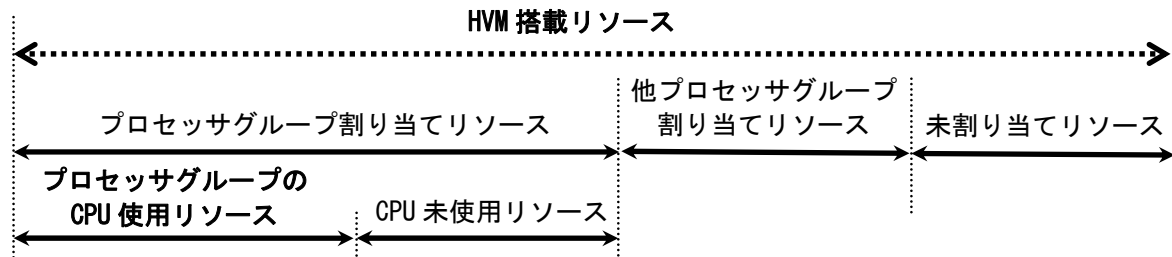 HVM 搭載リソース
他プロセッサグループ
プロセッサグループ割り当てリソース
割り当てリソース
未割り当てリソース
プロセッサグループの
CPU 使用リソース
CPU 未使用リソース